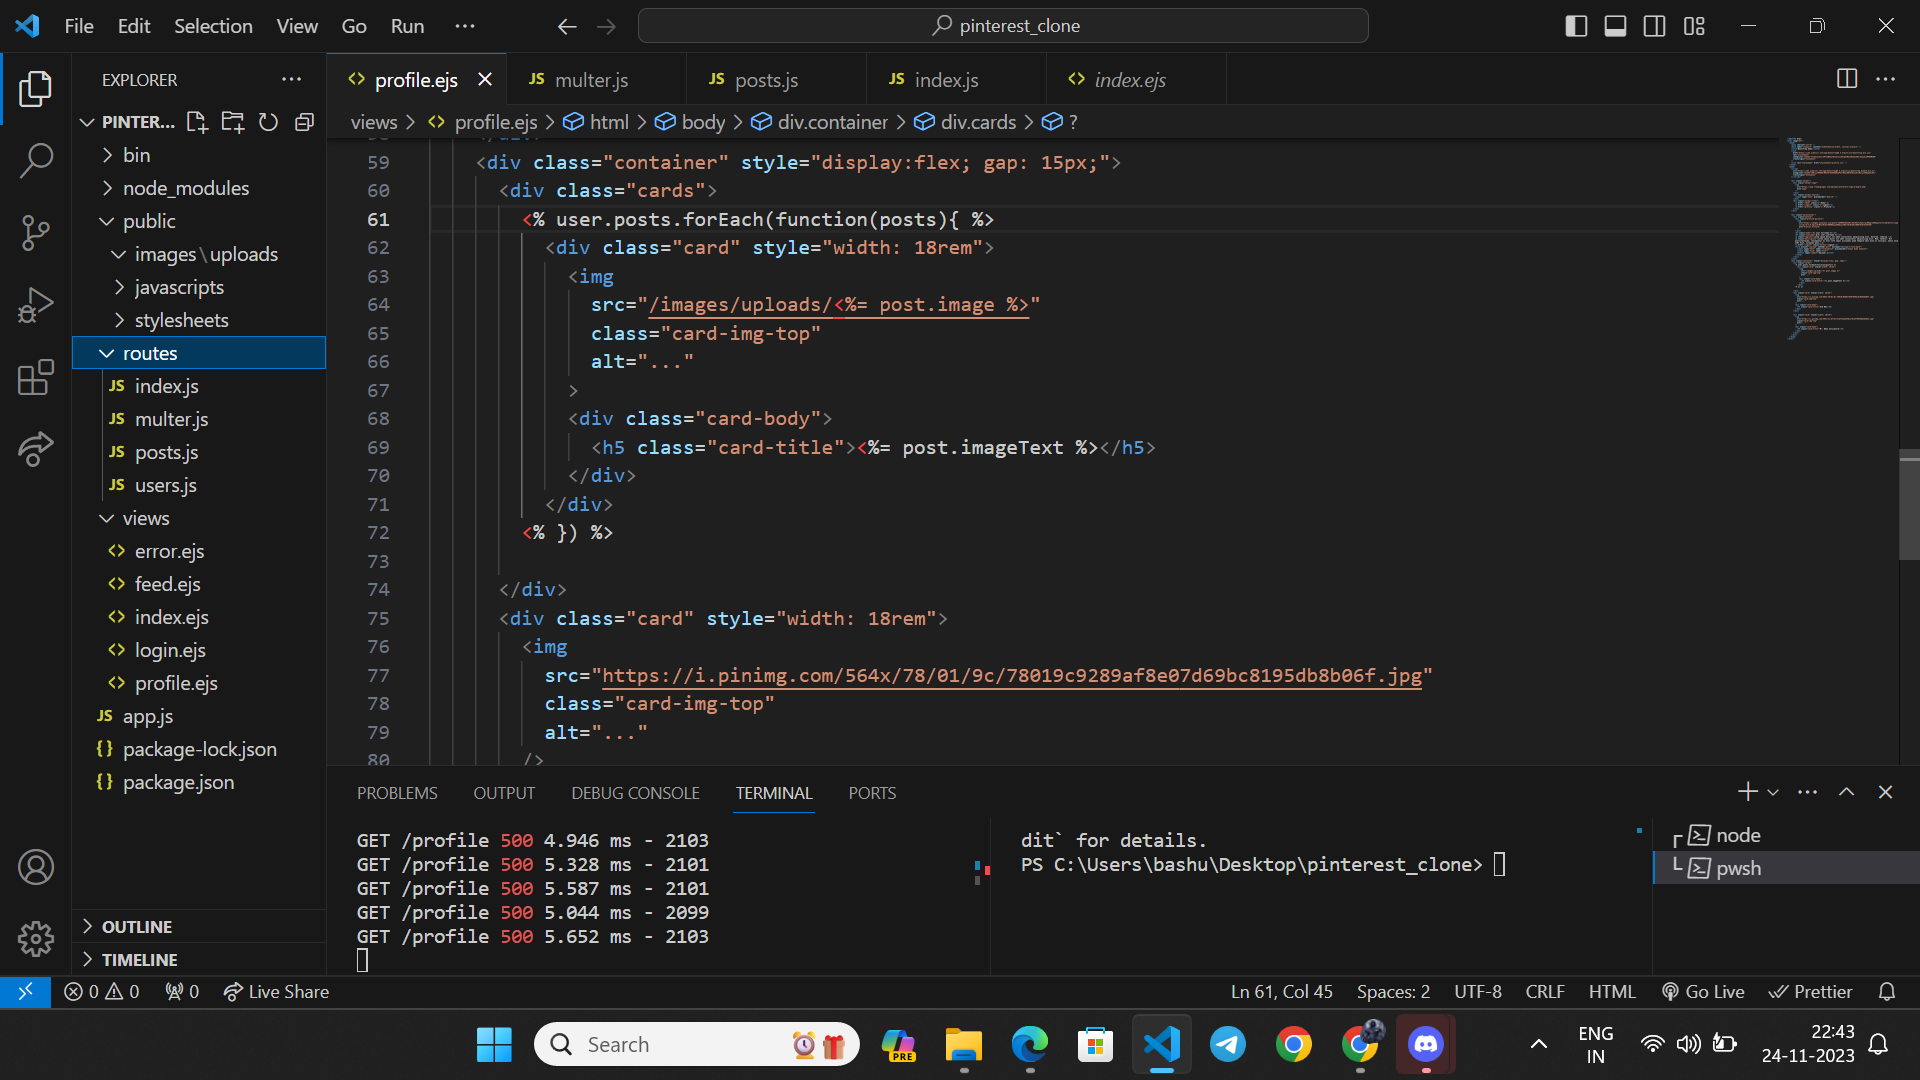 File Edit Selection View Go Run ···
pinterest_clone
EXPLORER
PINTER...
bin
node_modules
public
images\uploads
javascripts
stylesheets
routes
JS index.js
JS multer.js
JS posts.js
JS users.js
views
<> error.ejs
<> feed.ejs
<> index.ejs
<> login.ejs
<> profile.ejs
JS app.js
{} package-lock.json
{} package.json
OUTLINE
TIMELINE
<> profile.ejs JS multer.js JS posts.js JS index.js <> index.ejs
views > <> profile.ejs > html > body > div.container > div.cards > ?
59 <div class="container" style="display:flex; gap: 15px;">
60 <div class="cards">
61 <% user.posts.forEach(function(posts){ %>
62 <div class="card" style="width: 18rem">
63 <img
64 src="/images/uploads/<%= post.image %>"
65 class="card-img-top"
66 alt="..."
67 >
68 <div class="card-body">
69 <h5 class="card-title"><%= post.imageText %></h5>
70 </div>
71 </div>
72 <% }) %>
73
74 </div>
75 <div class="card" style="width: 18rem">
76 <img
77 src="https://i.pinimg.com/564x/78/01/9c/78019c9289af8e07d69bc8195db8b06f.jpg"
78 class="card-img-top"
79 alt="..."
80 />
PROBLEMS OUTPUT DEBUG CONSOLE TERMINAL PORTS
GET /profile 500 4.946 ms - 2103
GET /profile 500 5.328 ms - 2101
GET /profile 500 5.587 ms - 2101
GET /profile 500 5.044 ms - 2099
GET /profile 500 5.652 ms - 2103
dit` for details.
PS C:\Users\bashu\Desktop\pinterest_clone>
node
pwsh
0 0 0 Live Share
Ln 61, Col 45 Spaces: 2 UTF-8 CRLF HTML Go Live Prettier
Search
PRE
ENG
IN
22:43
24-11-2023